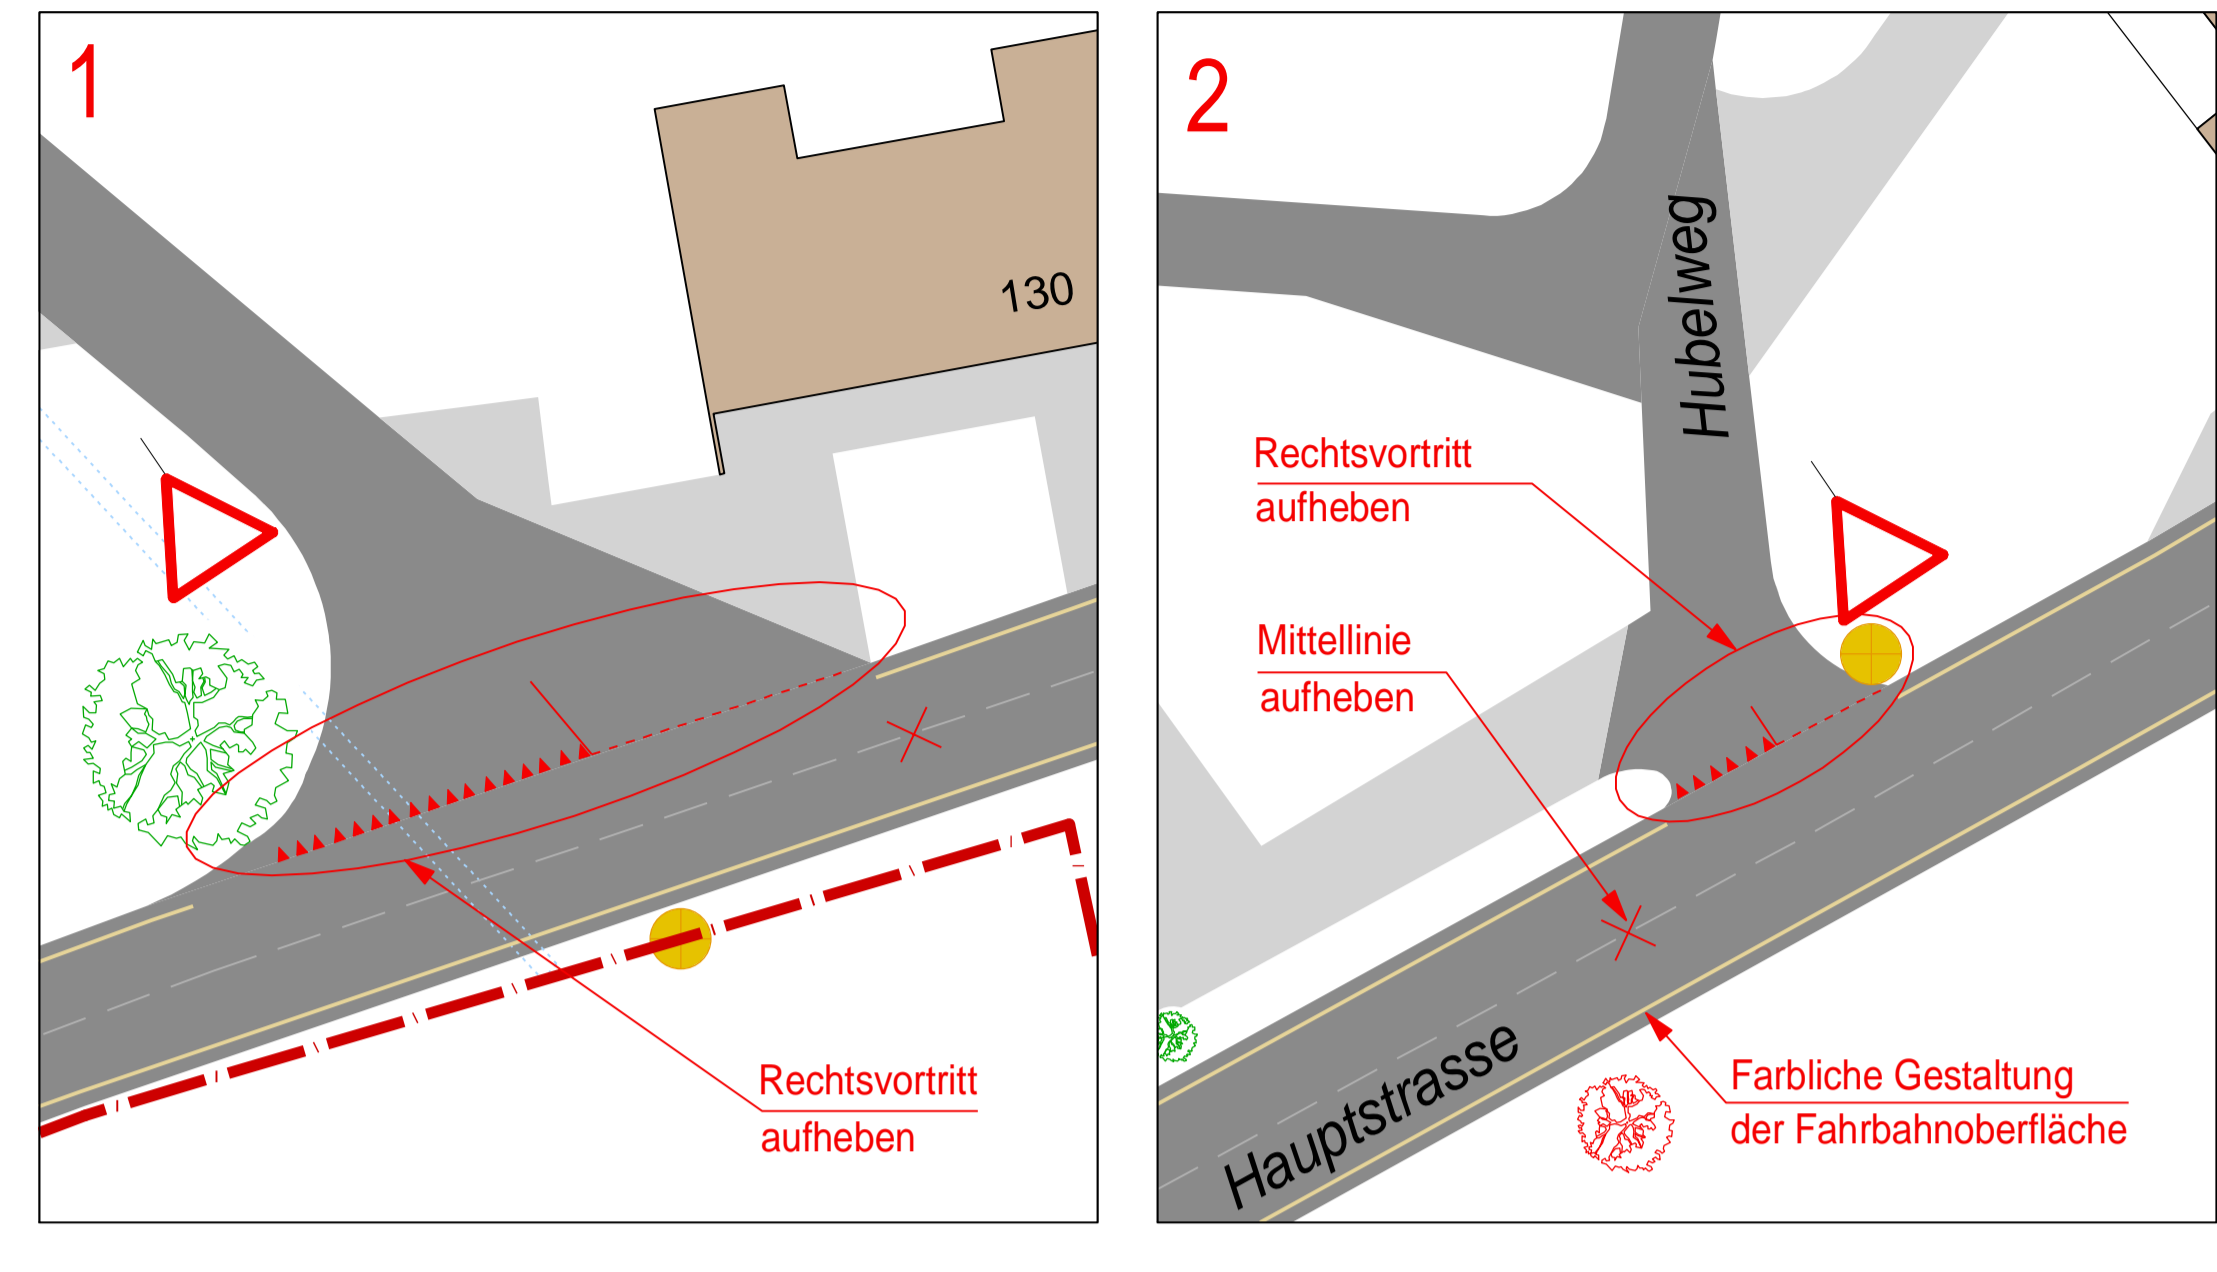 1
130
Rechtsvortritt
aufheben
2
Hubelweg
Rechtsvortritt
aufheben
Mittellinie
aufheben
Hauptstrasse
Farbliche Gestaltung
der Fahrbahnoberfläche